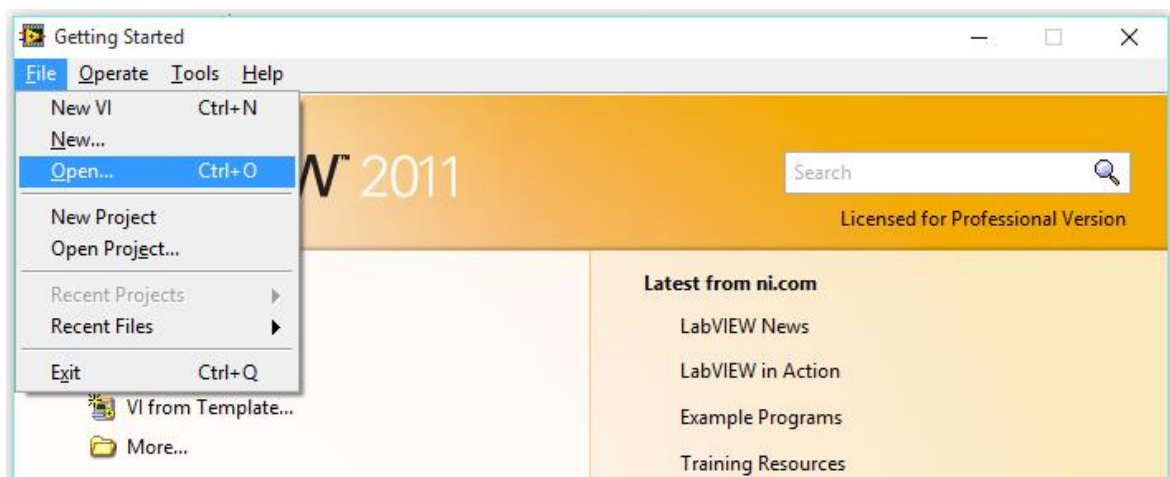 Getting Started
File Operate Tools Help
New VI Ctrl+N
New...
Open... Ctrl+O
New Project
Open Project...
Recent Projects
Recent Files
Exit Ctrl+Q
VI from Template...
More...
W™ 2011
Search
Licensed for Professional Version
Latest from ni.com
LabVIEW News
LabVIEW in Action
Example Programs
Training Resources